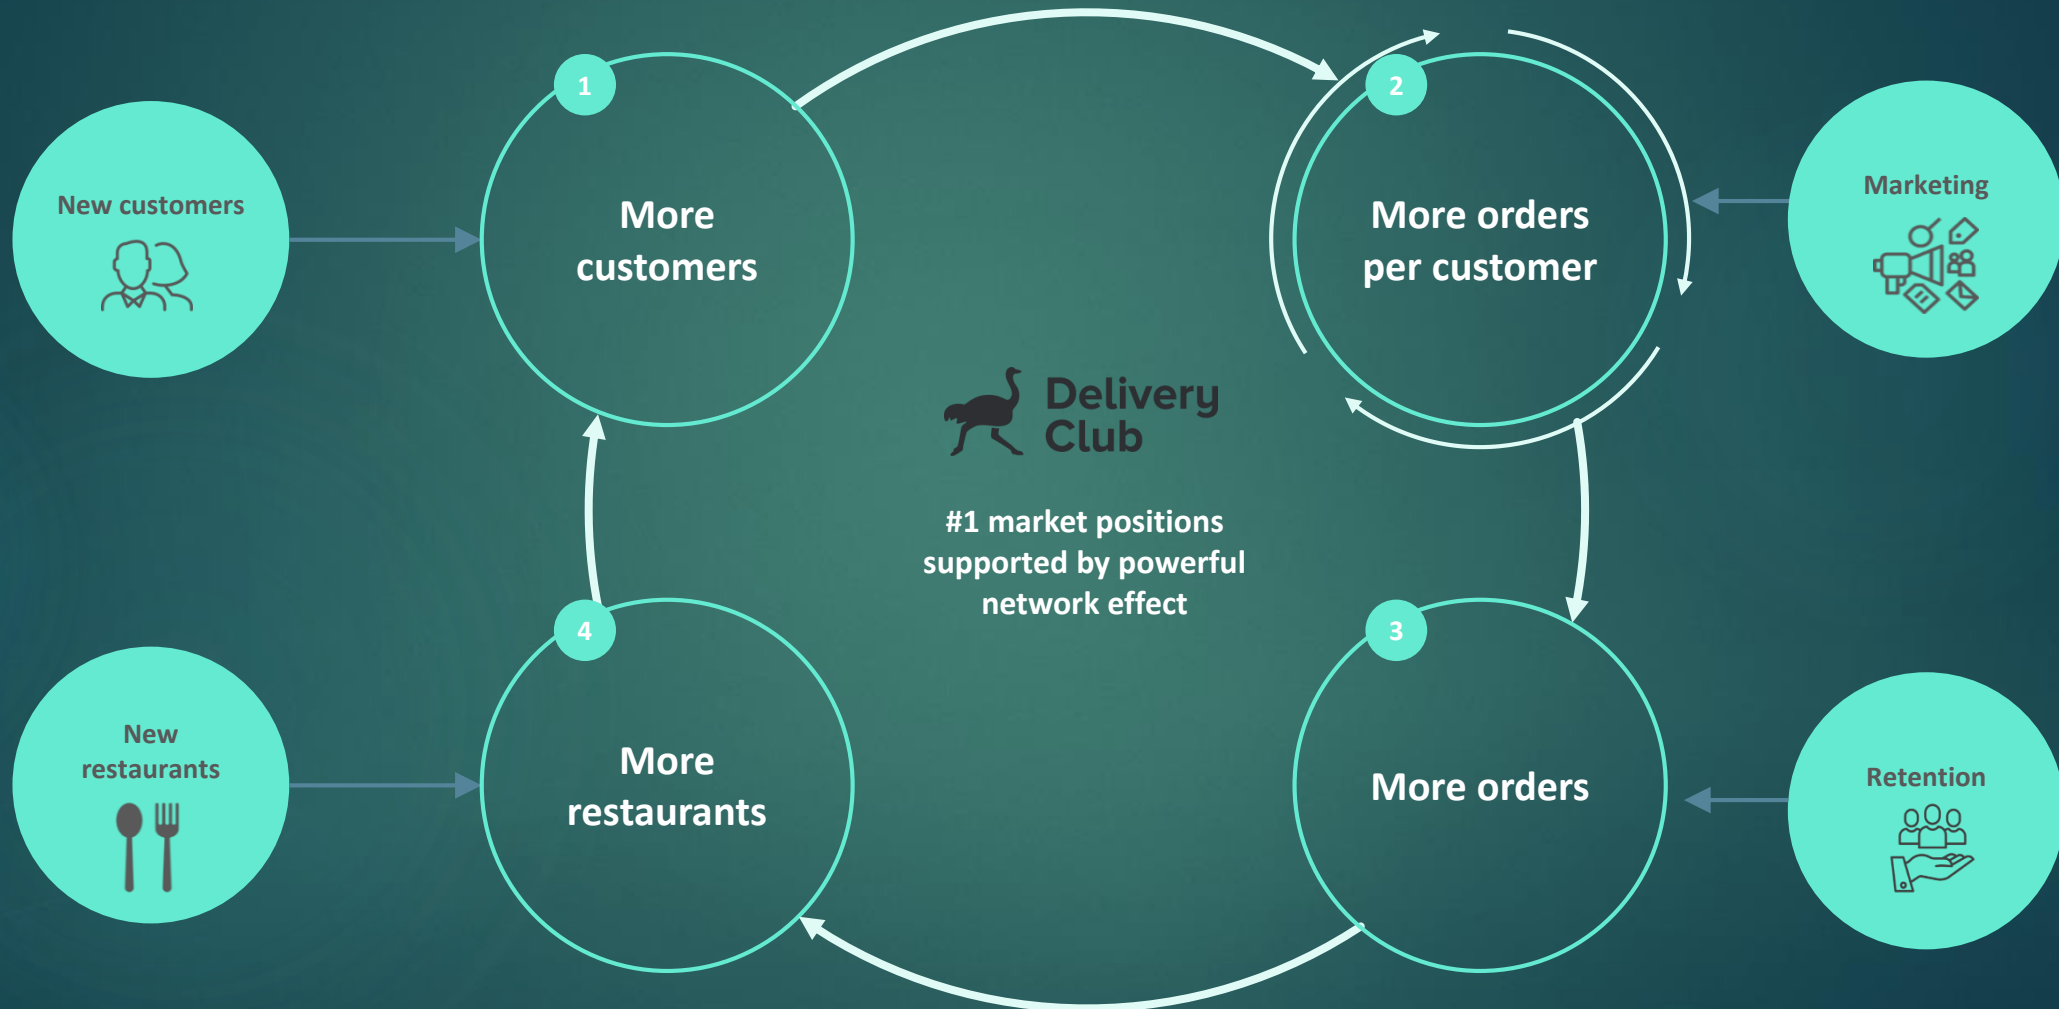 New customers
1
More
customers
2
More orders
per customer
Marketing
Delivery
Club
#1 market positions
supported by powerful
network effect
New
restaurants
4
More
restaurants
3
More orders
Retention